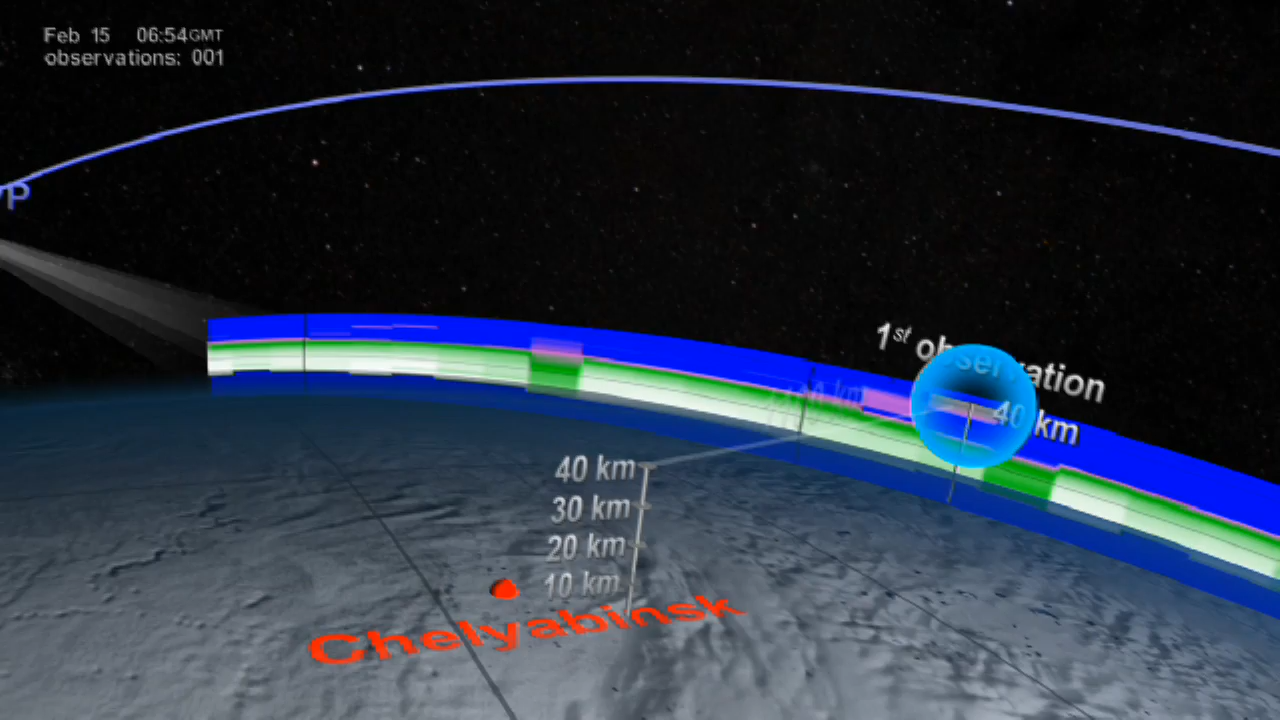 Feb 15 06:54GMT
observations: 001
P
1st observation
40 km
40 km
30 km
20 km
10 km
Chelyabinsk